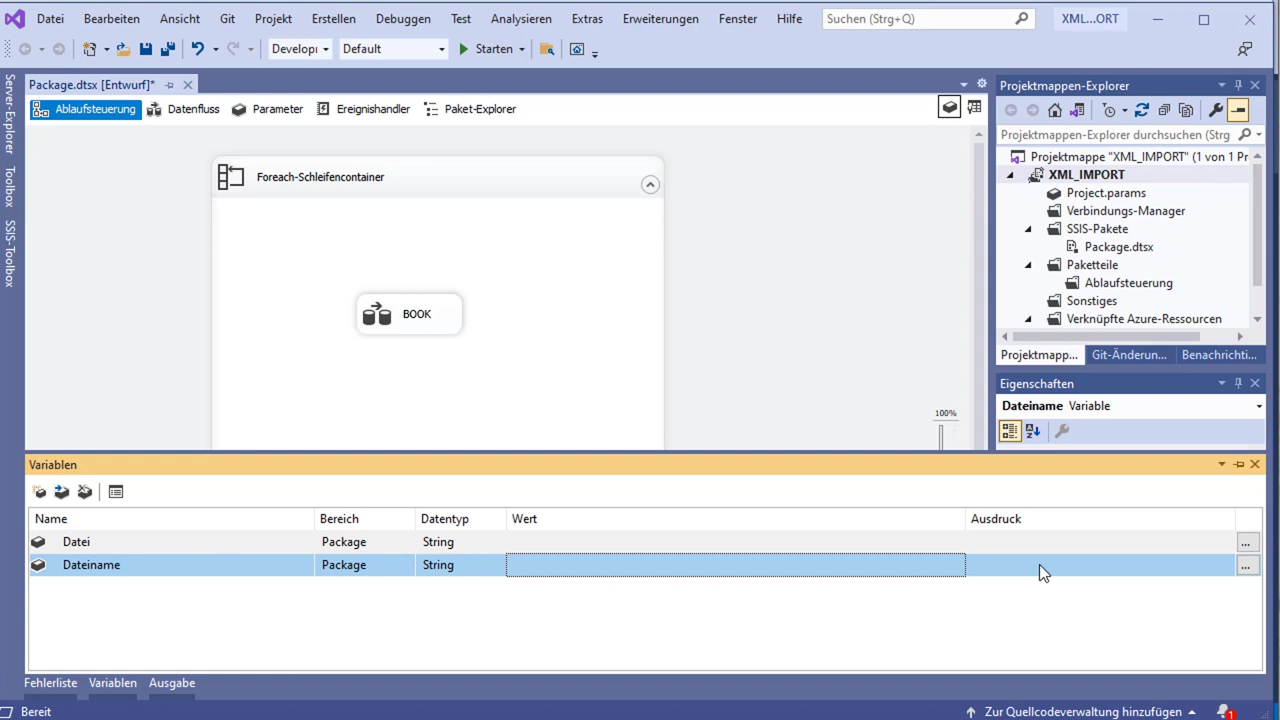 Datei Bearbeiten Ansicht Git Projekt Erstellen Debuggen Test Analysieren Extras Erweiterungen Fenster Hilfe Suchen (Strg+Q) XML...ORT
Developi Default Starten
Server-Explorer
Toolbox
SSIS-Toolbox
Package.dtsx [Entwurf]*
Ablaufsteuerung Datenfluss Parameter Ereignishandler Paket-Explorer
Foreach-Schleifencontainer
BOOK
100%
Projektmappen-Explorer
Projektmappen-Explorer durchsuchen (Strg
Projektmappe "XML_IMPORT" (1 von 1 Pr
XML_IMPORT
Project.params
Verbindungs-Manager
SSIS-Pakete
Package.dtsx
Paketteile
Ablaufsteuerung
Sonstiges
Verknüpfte Azure-Ressourcen
Projektmapp... Git-Änderun... Benachrichti...
Eigenschaften
Dateiname Variable
Variablen
Name Bereich Datentyp Wert Ausdruck
Datei Package String ...
Dateiname Package String ...
Fehlerliste Variablen Ausgabe
Bereit Zur Quellcodeverwaltung hinzufügen 1